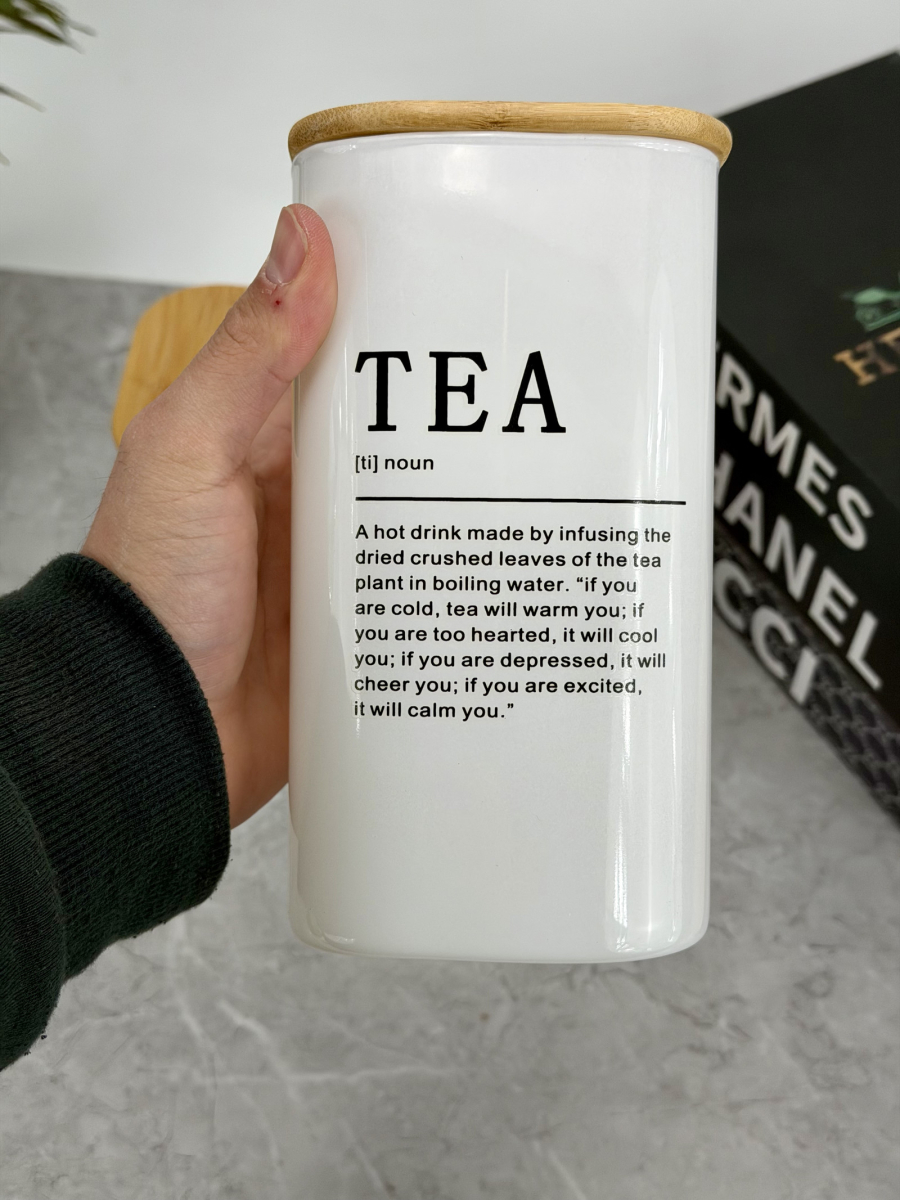 TEA
[ti] noun
A hot drink made by infusing the
dried crushed leaves of the tea
plant in boiling water. “if you
are cold, tea will warm you; if
you are too hearted, it will cool
you; if you are depressed, it will
cheer you; if you are excited,
it will calm you.”
RMES
HANEL
CCI